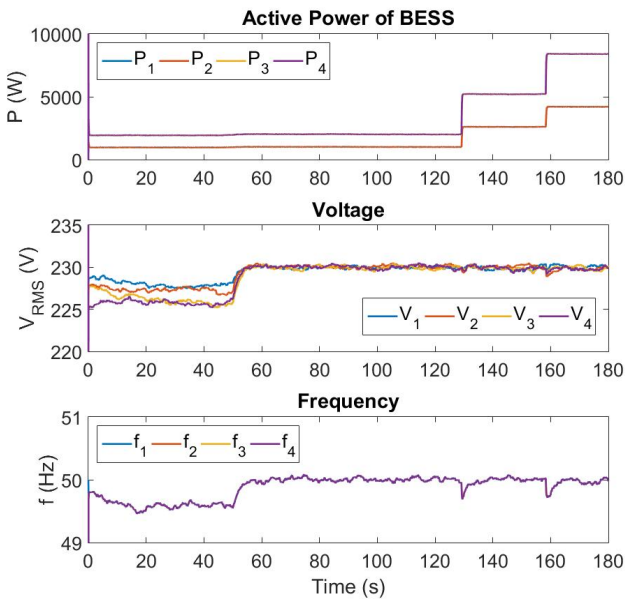 Active Power of BESS
10000
5000
0
P (W)
P1 P2 P3 P4
0 20 40 60 80 100 120 140 160 180
Voltage
235
230
225
220
VRMS (V)
V1 V2 V3 V4
0 20 40 60 80 100 120 140 160 180
Frequency
51
50
49
f (Hz)
f1 f2 f3 f4
0 20 40 60 80 100 120 140 160 180
Time (s)